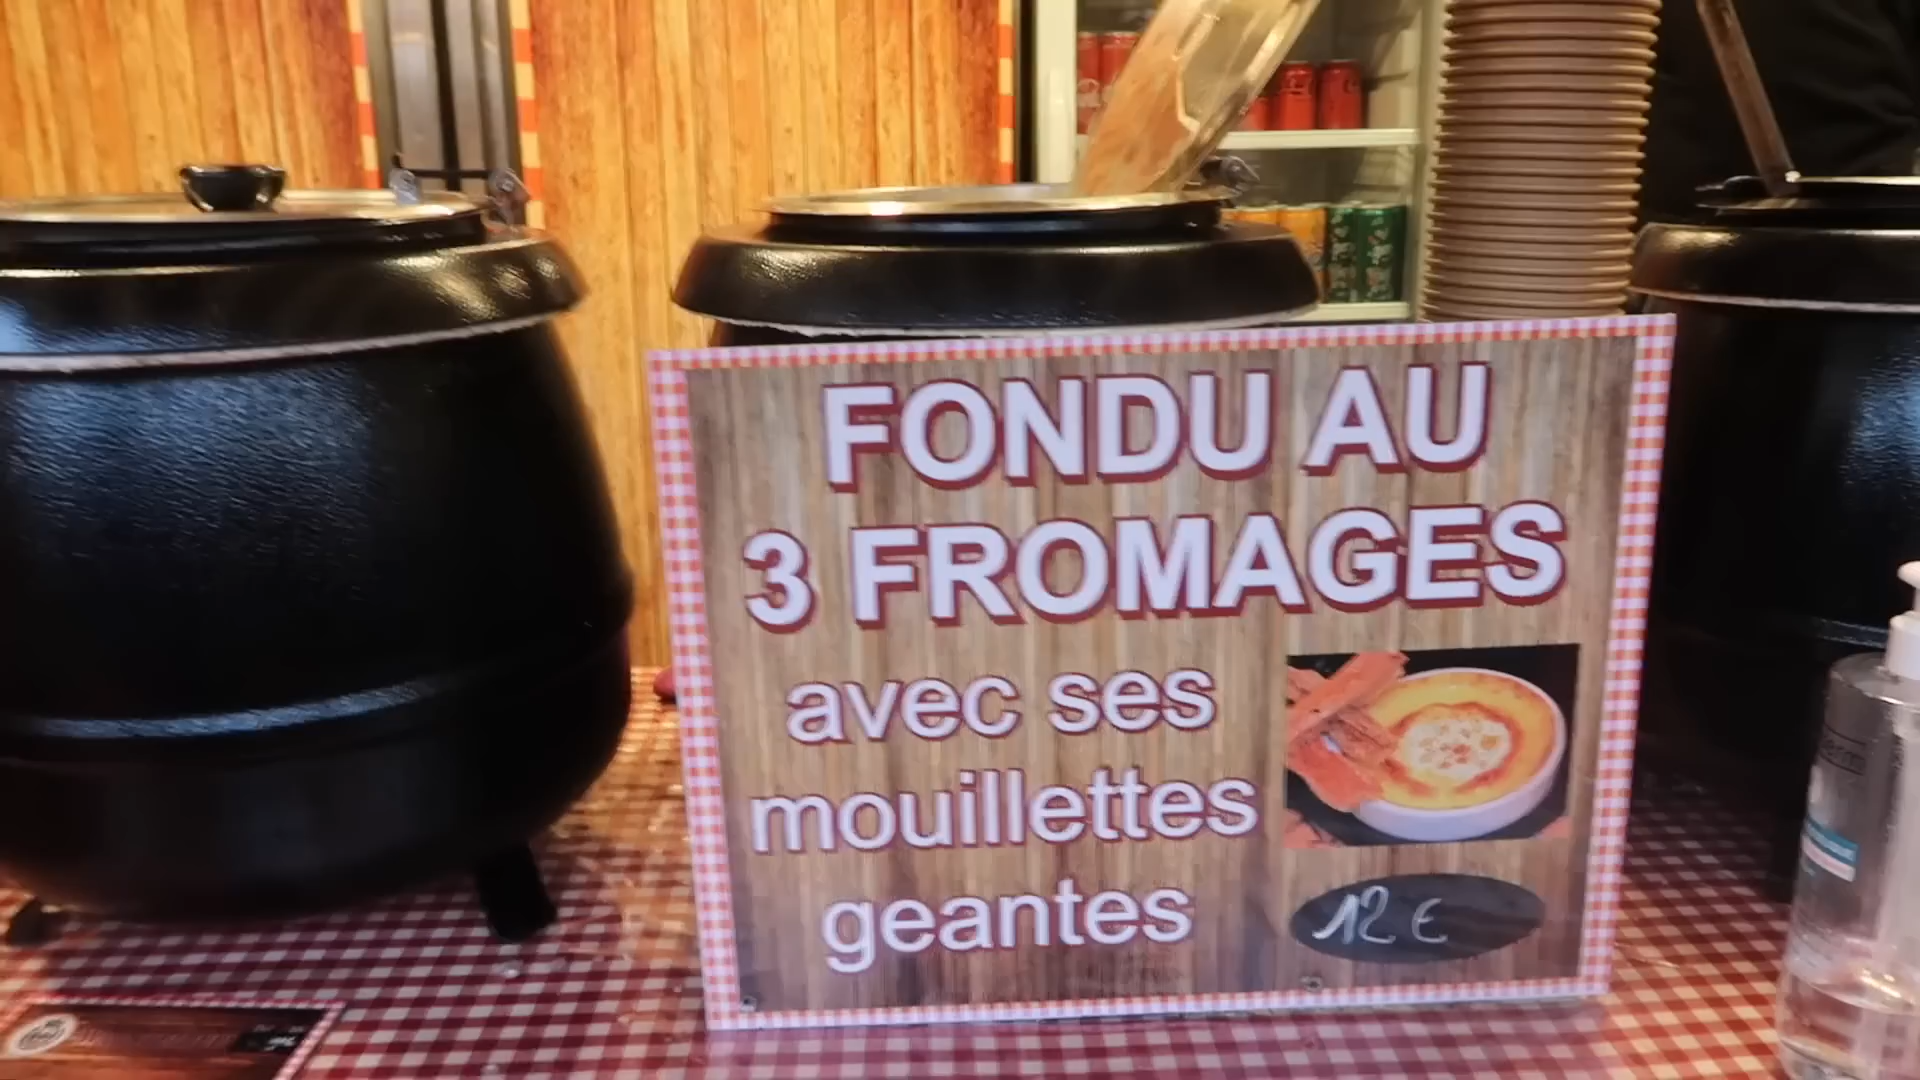 FONDU AU
3 FROMAGES
avec ses
mouillettes
geantes
12 €